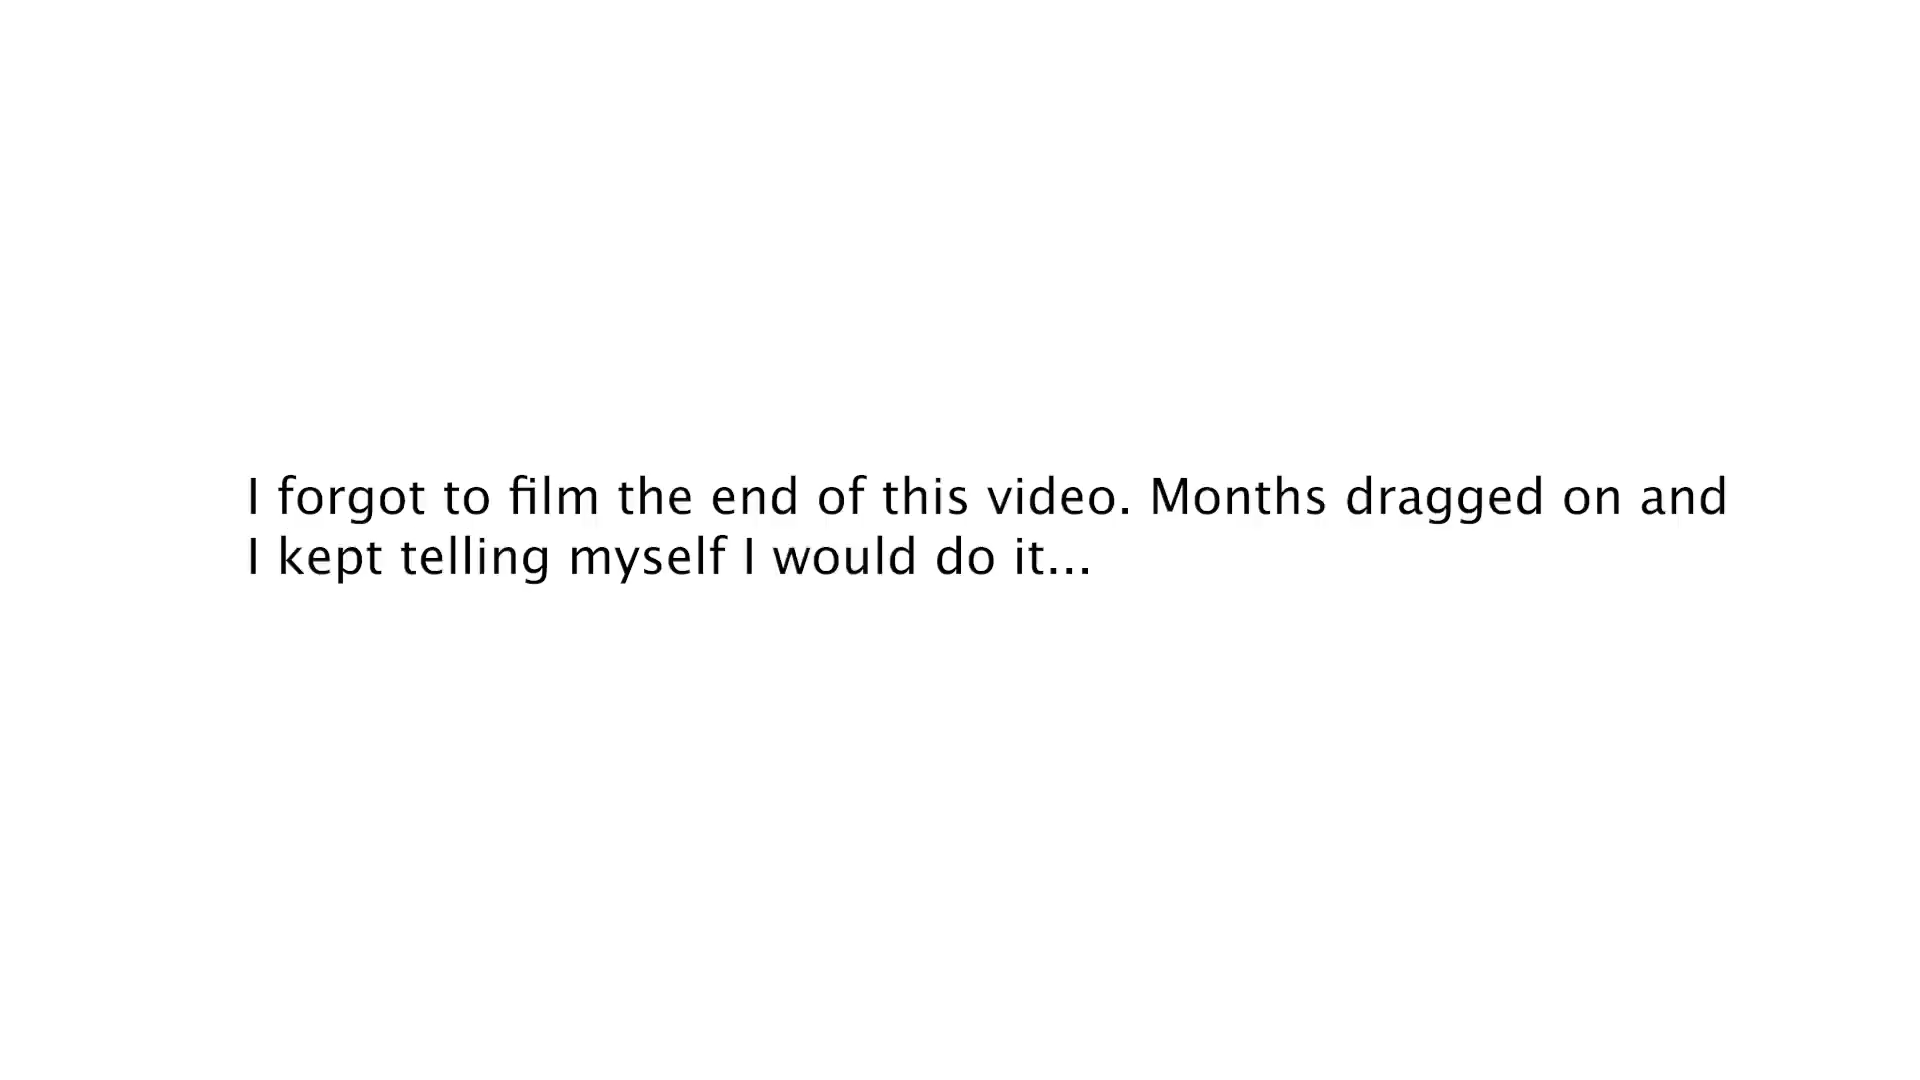 I forgot to film the end of this video. Months dragged on and
I kept telling myself I would do it...